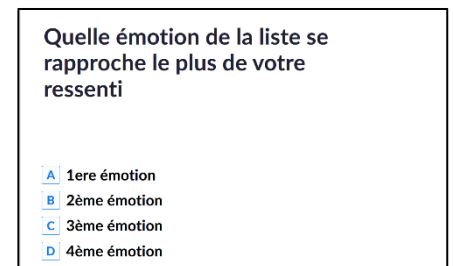 Quelle émotion de la liste se
rapproche le plus de votre
ressenti
A 1ere émotion
B 2ème émotion
C 3ème émotion
D 4ème émotion